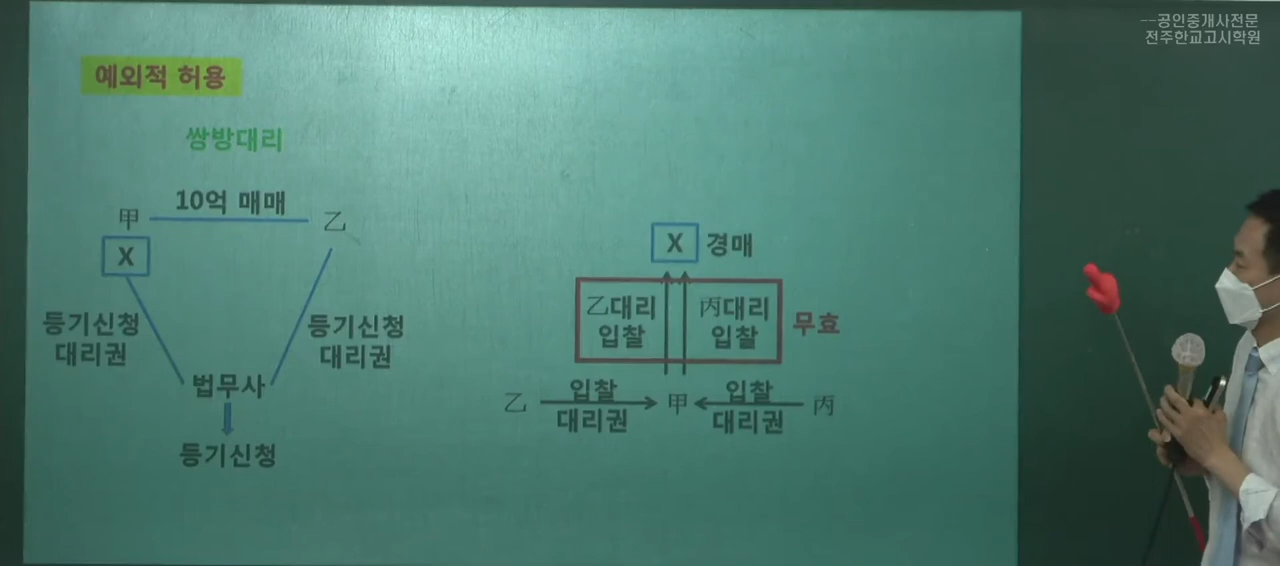 --공인중개사전문
전주한교고시학원
예외적 허용
쌍방대리
甲 10억 매매 乙
X
등기신청
대리권
등기신청
대리권
법무사
등기신청
X 경매
乙대리
입찰
丙대리
입찰
무효
乙 입찰 대리권 甲 입찰 대리권 丙